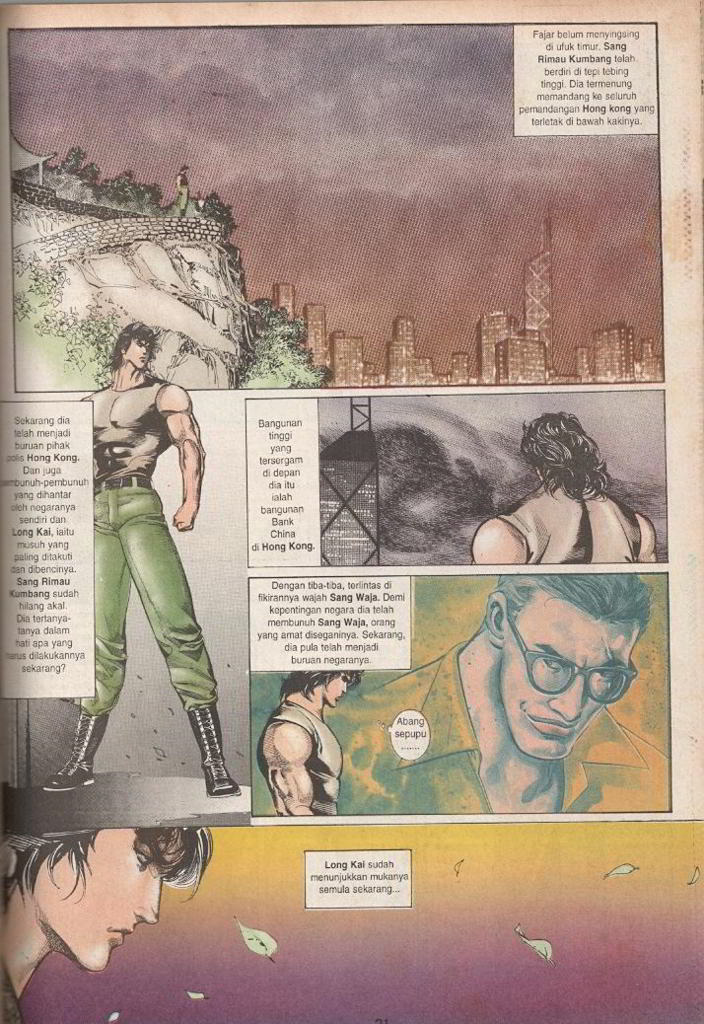 Fajar belum menyingsing
di ufuk timur. Sang
Rimau Kumbang telah
berdiri di tepi tebing
tinggi. Dia termenung
memandang ke seluruh
pemandangan Hong kong yang
terletak di bawah kakinya.
Sekarang dia
telah menjadi
buruan pihak
polis Hong Kong.
Dan juga
pembunuh-pembunuh
yang dihantar
oleh negaranya
sendiri dan
Long Kai, iaitu
musuh yang
paling ditakuti
dan dibencinya.
Sang Rimau
Kumbang sudah
hilang akal.
Dia tertanya-
tanya dalam
hati apa yang
harus dilakukannya
sekarang?
Bangunan
tinggi
yang
tersergam
di depan
dia itu
ialah
bangunan
Bank
China
di Hong Kong.
Dengan tiba-tiba, terlintas di
fikirannya wajah Sang Waja. Demi
kepentingan negara dia telah
membunuh Sang Waja, orang
yang amat diseganinya. Sekarang,
dia pula telah menjadi
buruan negaranya.
Abang
sepupu
.......
Long Kai sudah
menunjukkan mukanya
semula sekarang...